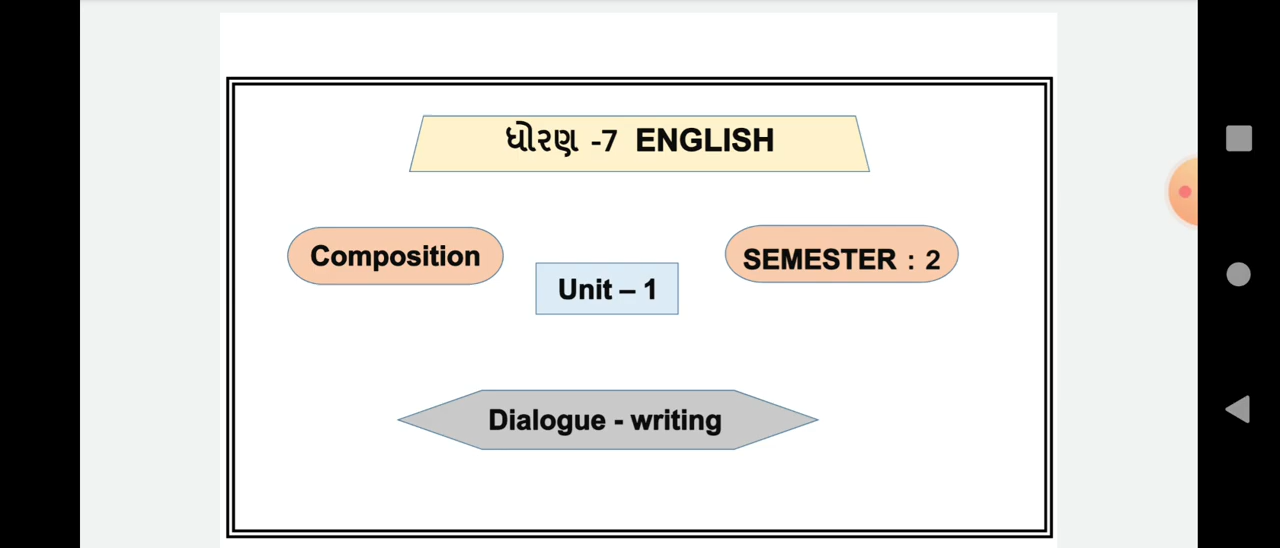 ધોરણ -7 ENGLISH
Composition
SEMESTER : 2
Unit – 1
Dialogue - writing